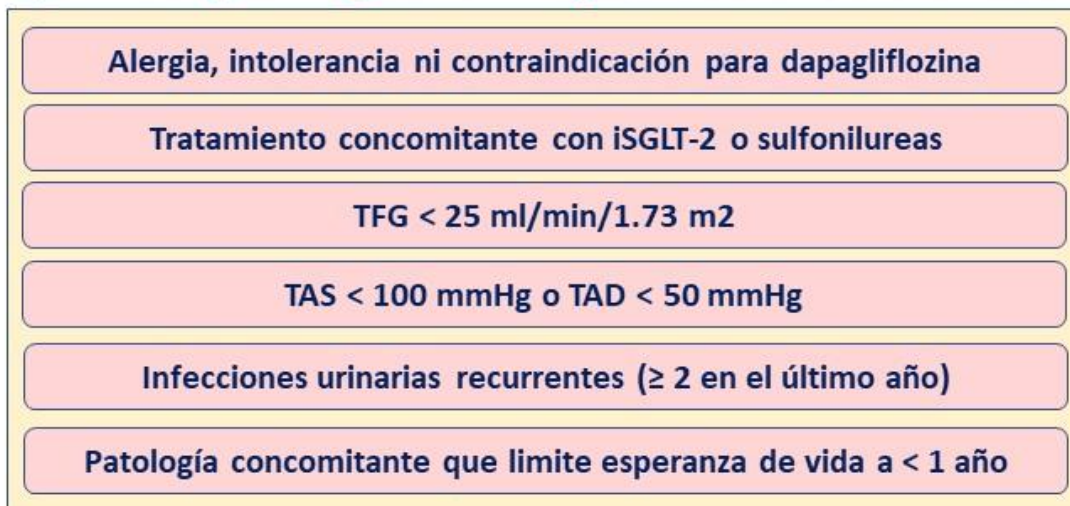 Alergia, intolerancia ni contraindicación para dapagliflozina
Tratamiento concomitante con iSGLT-2 o sulfonilureas
TFG < 25 ml/min/1.73 m2
TAS < 100 mmHg o TAD < 50 mmHg
Infecciones urinarias recurrentes (≥ 2 en el último año)
Patología concomitante que limite esperanza de vida a < 1 año